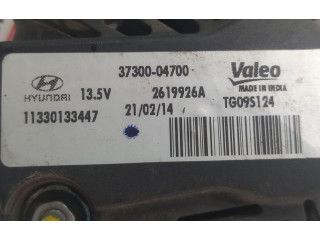 37300-04700
Valeo
MADE IN INDIA
HYUNDAI 13.5V 2619926A TG09S124
11330133447 21/02/14